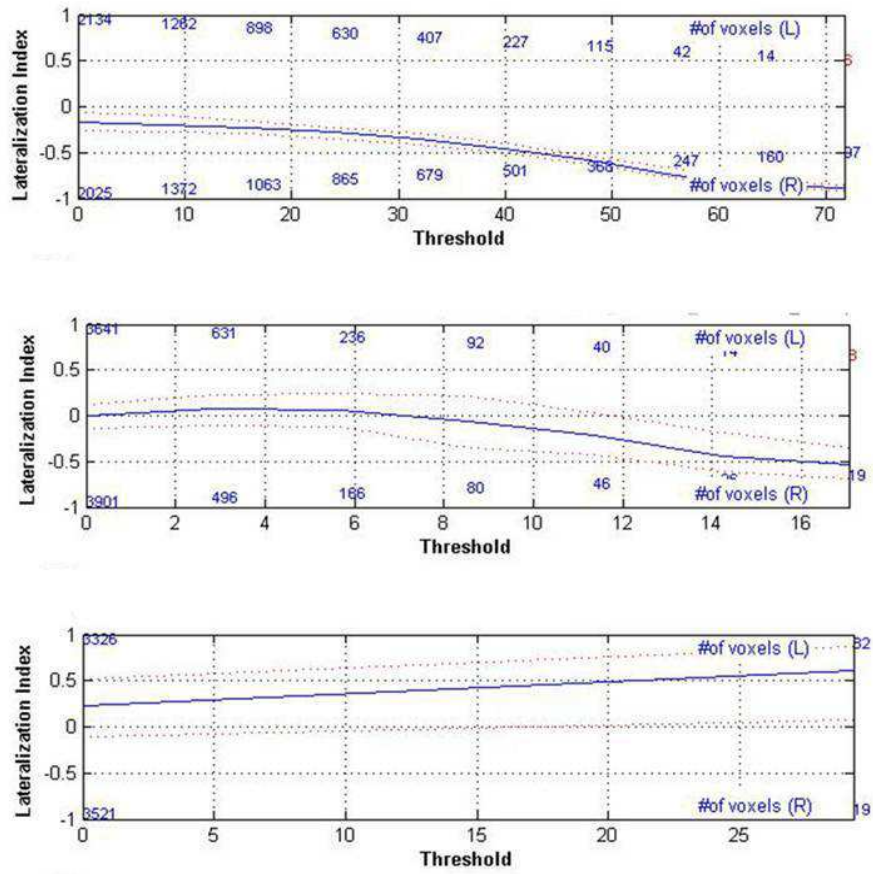 1 2134 1262 898 630 407 227 115 42 14 #of voxels (L)
0.5 6
0
-0.5 97
-1 2025 1372 1063 865 679 501 368 247 160 #of voxels (R)
0 10 20 30 40 50 60 70
Lateralization Index
Threshold
1 3641 631 236 92 40 #of voxels (L)
0.5 8
0
-0.5 19
-1 3901 496 166 80 46 #of voxels (R)
0 2 4 6 8 10 12 14 16
Lateralization Index
Threshold
1 3326 #of voxels (L) 82
0.5
0
-0.5
-1 3521 #of voxels (R) 19
0 5 10 15 20 25
Lateralization Index
Threshold